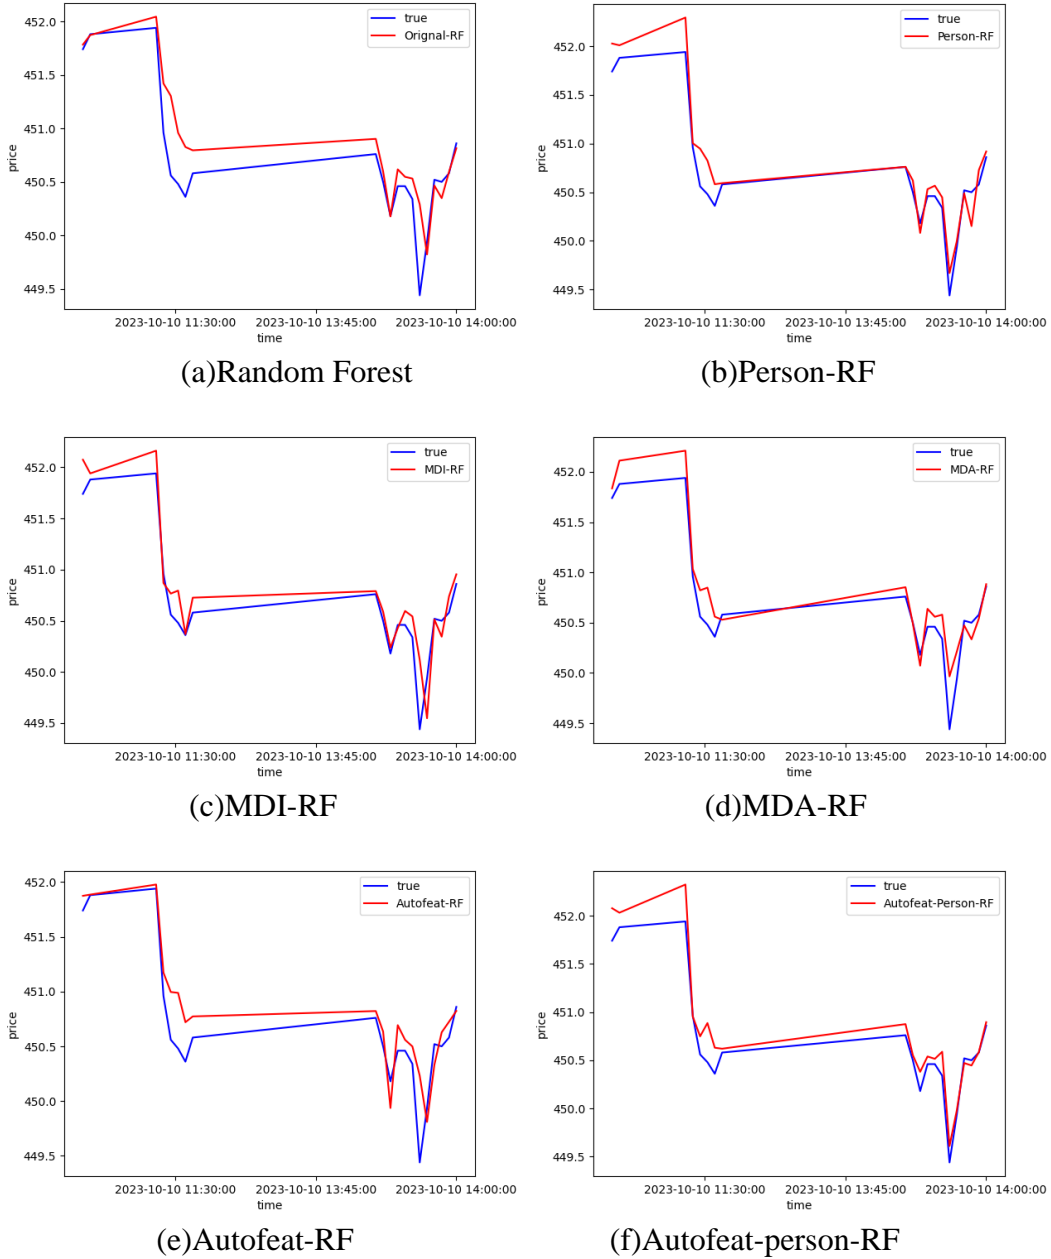 452.0
451.5
451.0
450.5
450.0
449.5
price
true
Orignal-RF
2023-10-10 11:30:00
2023-10-10 13:45:00
2023-10-10 14:00:00
time
(a)Random Forest
452.0
451.5
451.0
450.5
450.0
449.5
price
true
Person-RF
2023-10-10 11:30:00
2023-10-10 13:45:00
2023-10-10 14:00:00
time
(b)Person-RF
452.0
451.5
451.0
450.5
450.0
449.5
price
true
MDI-RF
2023-10-10 11:30:00
2023-10-10 13:45:00
2023-10-10 14:00:00
time
(c)MDI-RF
452.0
451.5
451.0
450.5
450.0
449.5
price
true
MDA-RF
2023-10-10 11:30:00
2023-10-10 13:45:00
2023-10-10 14:00:00
time
(d)MDA-RF
452.0
451.5
451.0
450.5
450.0
449.5
price
true
Autofeat-RF
2023-10-10 11:30:00
2023-10-10 13:45:00
2023-10-10 14:00:00
time
(e)Autofeat-RF
452.0
451.5
451.0
450.5
450.0
449.5
price
true
Autofeat-Person-RF
2023-10-10 11:30:00
2023-10-10 13:45:00
2023-10-10 14:00:00
time
(f)Autofeat-person-RF